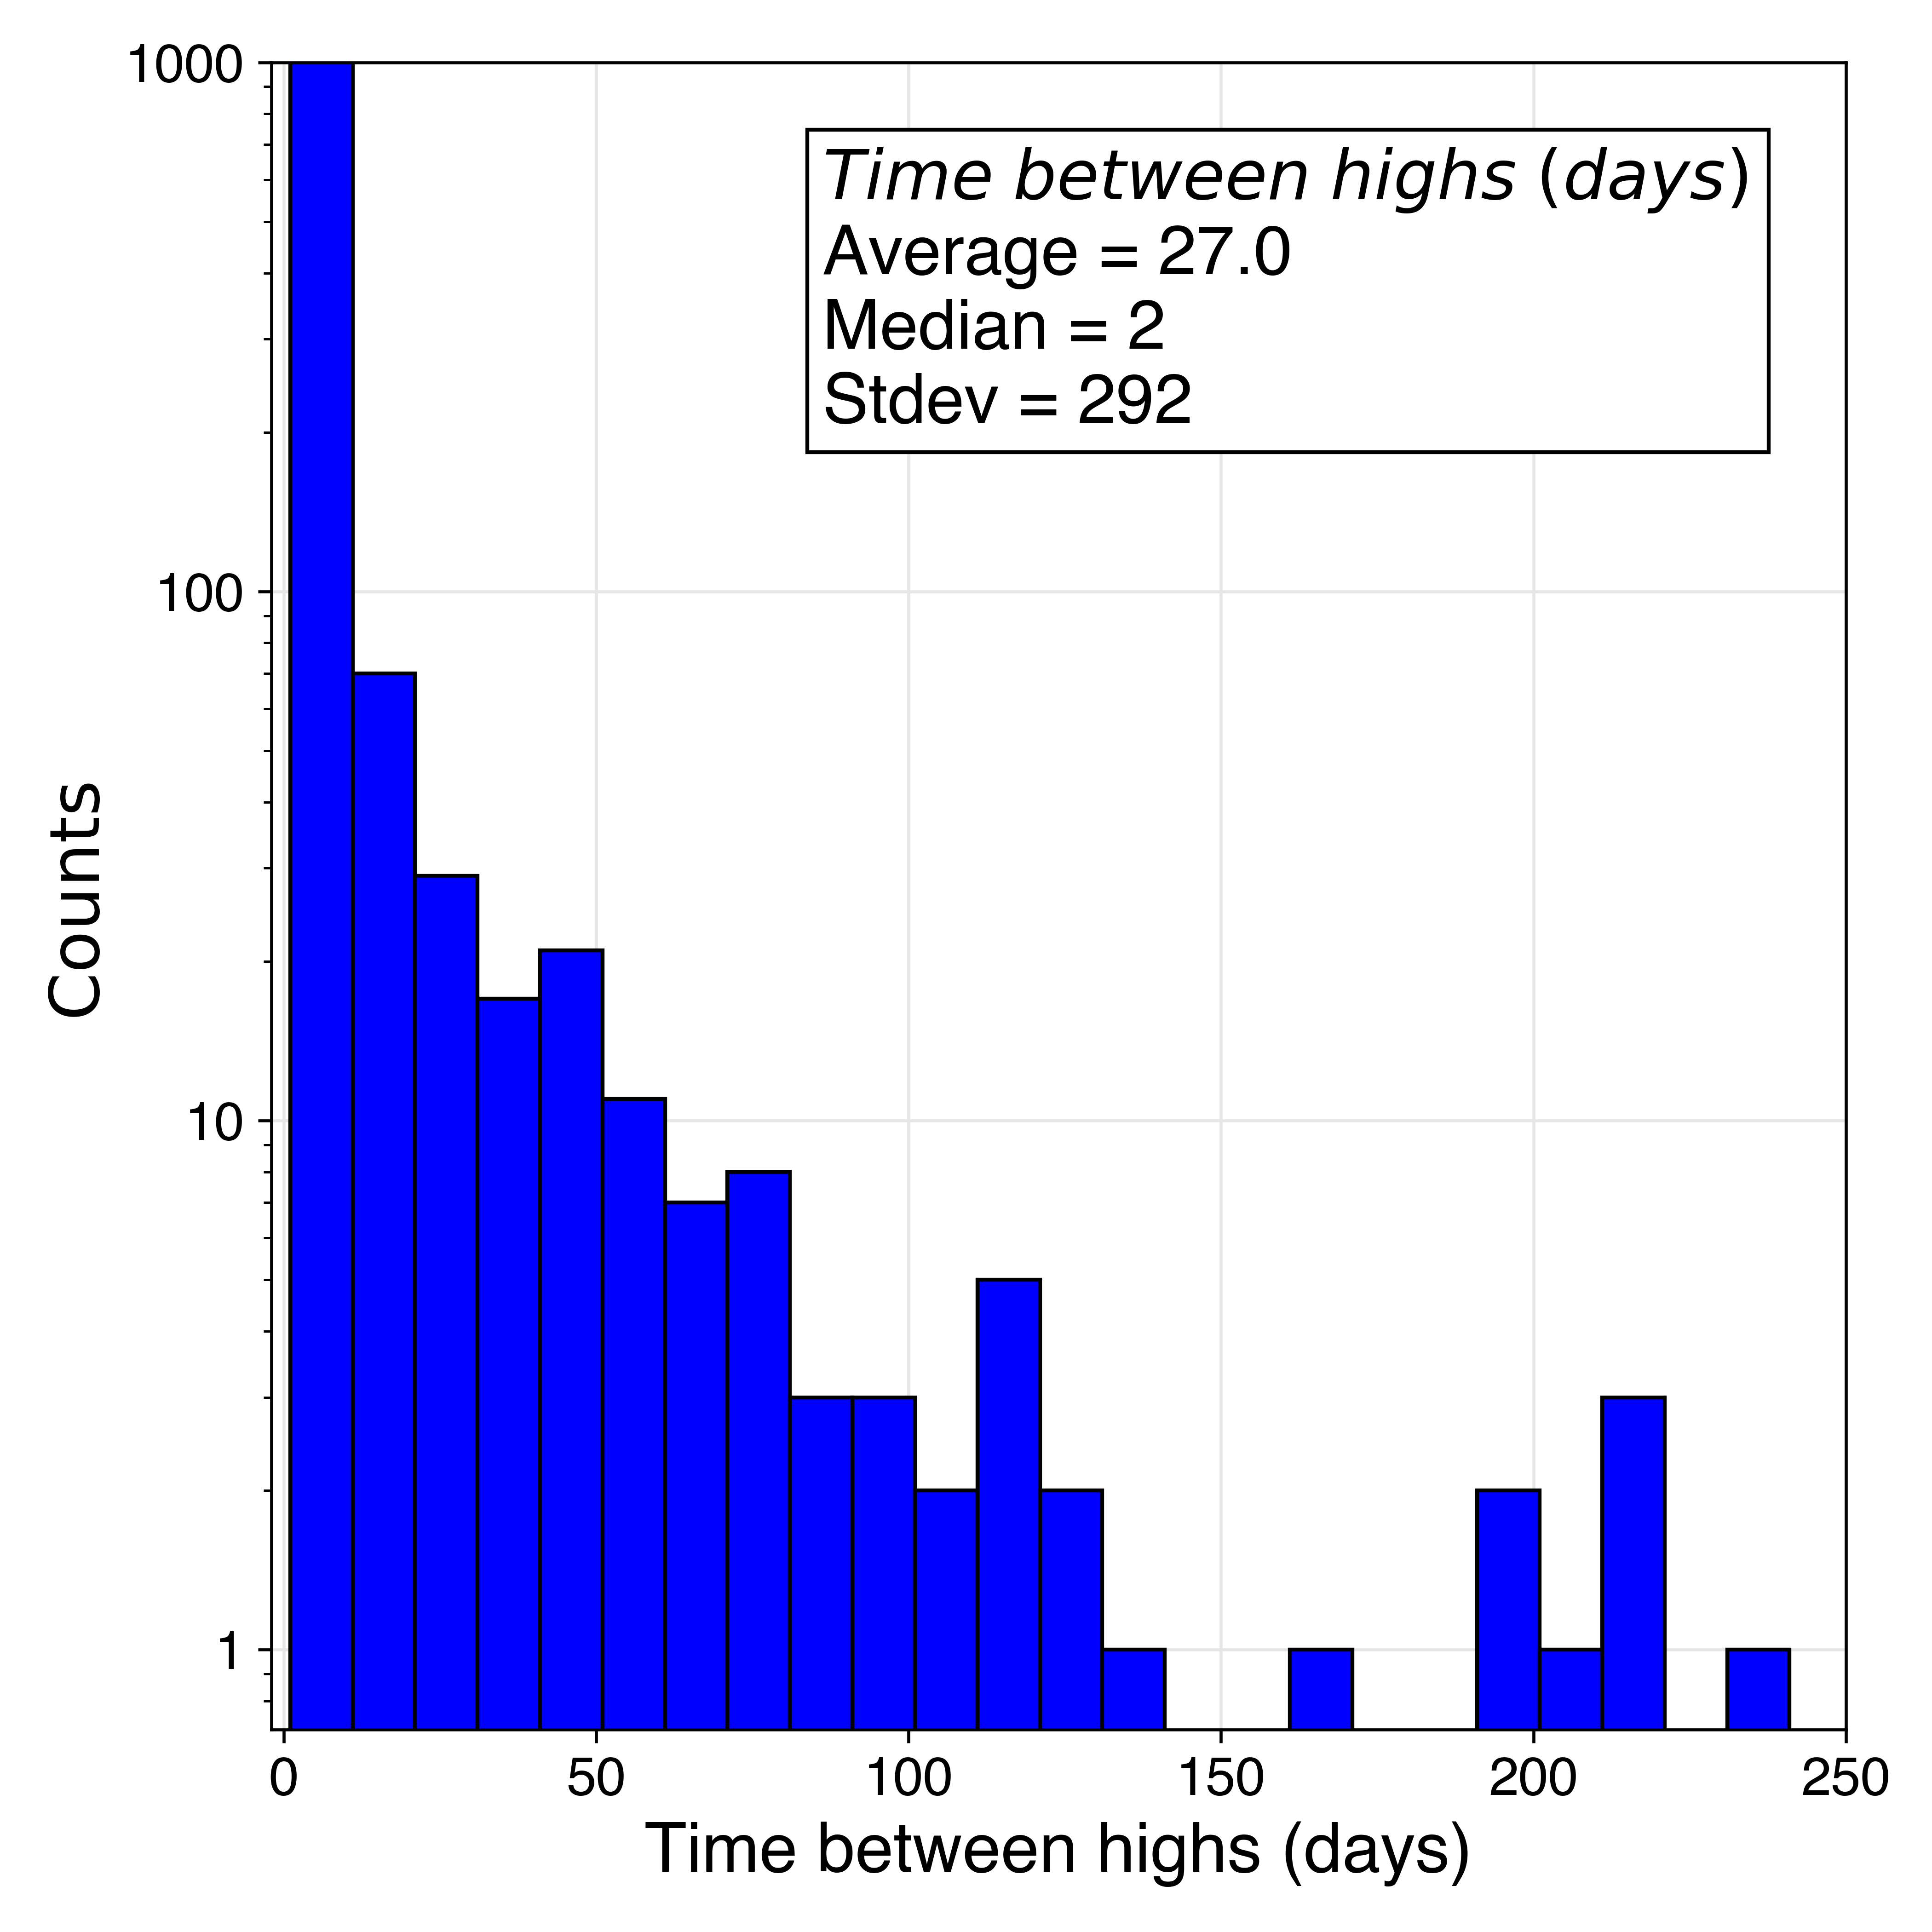 1000
100
10
1
Counts
Time between highs (days)
Average = 27.0
Median = 2
Stdev = 292
0 50 100 150 200 250
Time between highs (days)